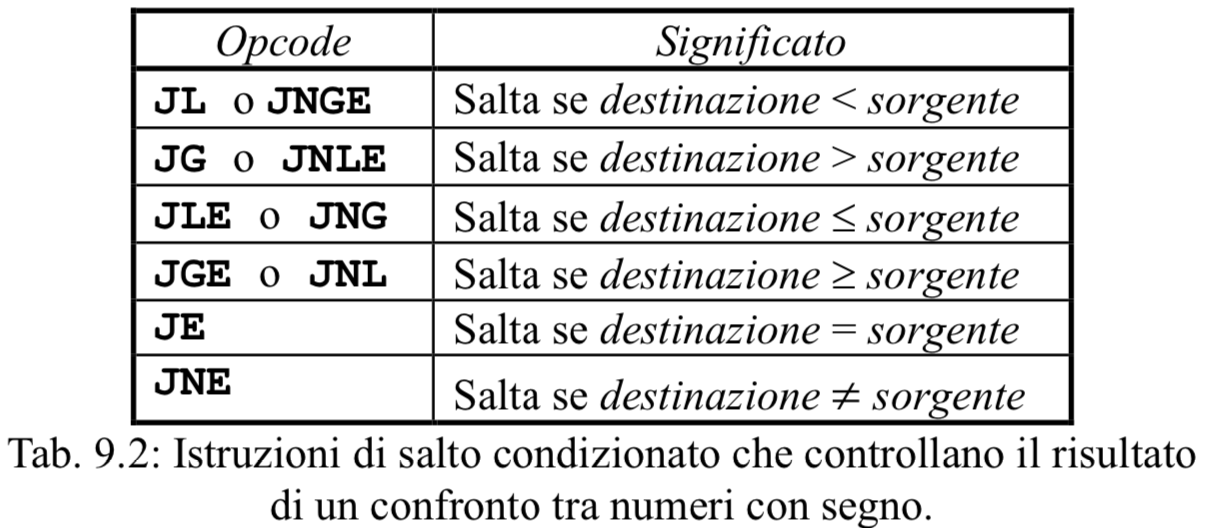 Opcode Significato
JL o JNGE Salta se destinazione < sorgente
JG o JNLE Salta se destinazione > sorgente
JLE o JNG Salta se destinazione ≤ sorgente
JGE o JNL Salta se destinazione ≥ sorgente
JE Salta se destinazione = sorgente
JNE Salta se destinazione ≠ sorgente
Tab. 9.2: Istruzioni di salto condizionato che controllano il risultato
di un confronto tra numeri con segno.